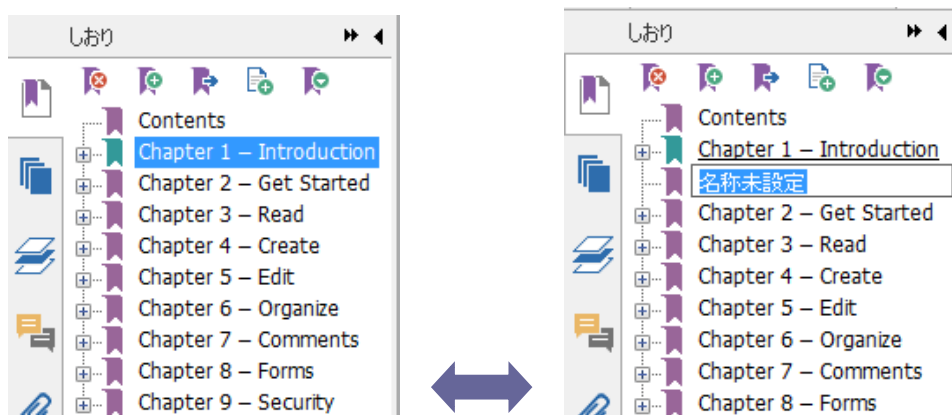 しおり
Contents
Chapter 1 – Introduction
Chapter 2 – Get Started
Chapter 3 – Read
Chapter 4 – Create
Chapter 5 – Edit
Chapter 6 – Organize
Chapter 7 – Comments
Chapter 8 – Forms
Chapter 9 – Security
しおり
Contents
Chapter 1 – Introduction
名称未設定
Chapter 2 – Get Started
Chapter 3 – Read
Chapter 4 – Create
Chapter 5 – Edit
Chapter 6 – Organize
Chapter 7 – Comments
Chapter 8 – Forms